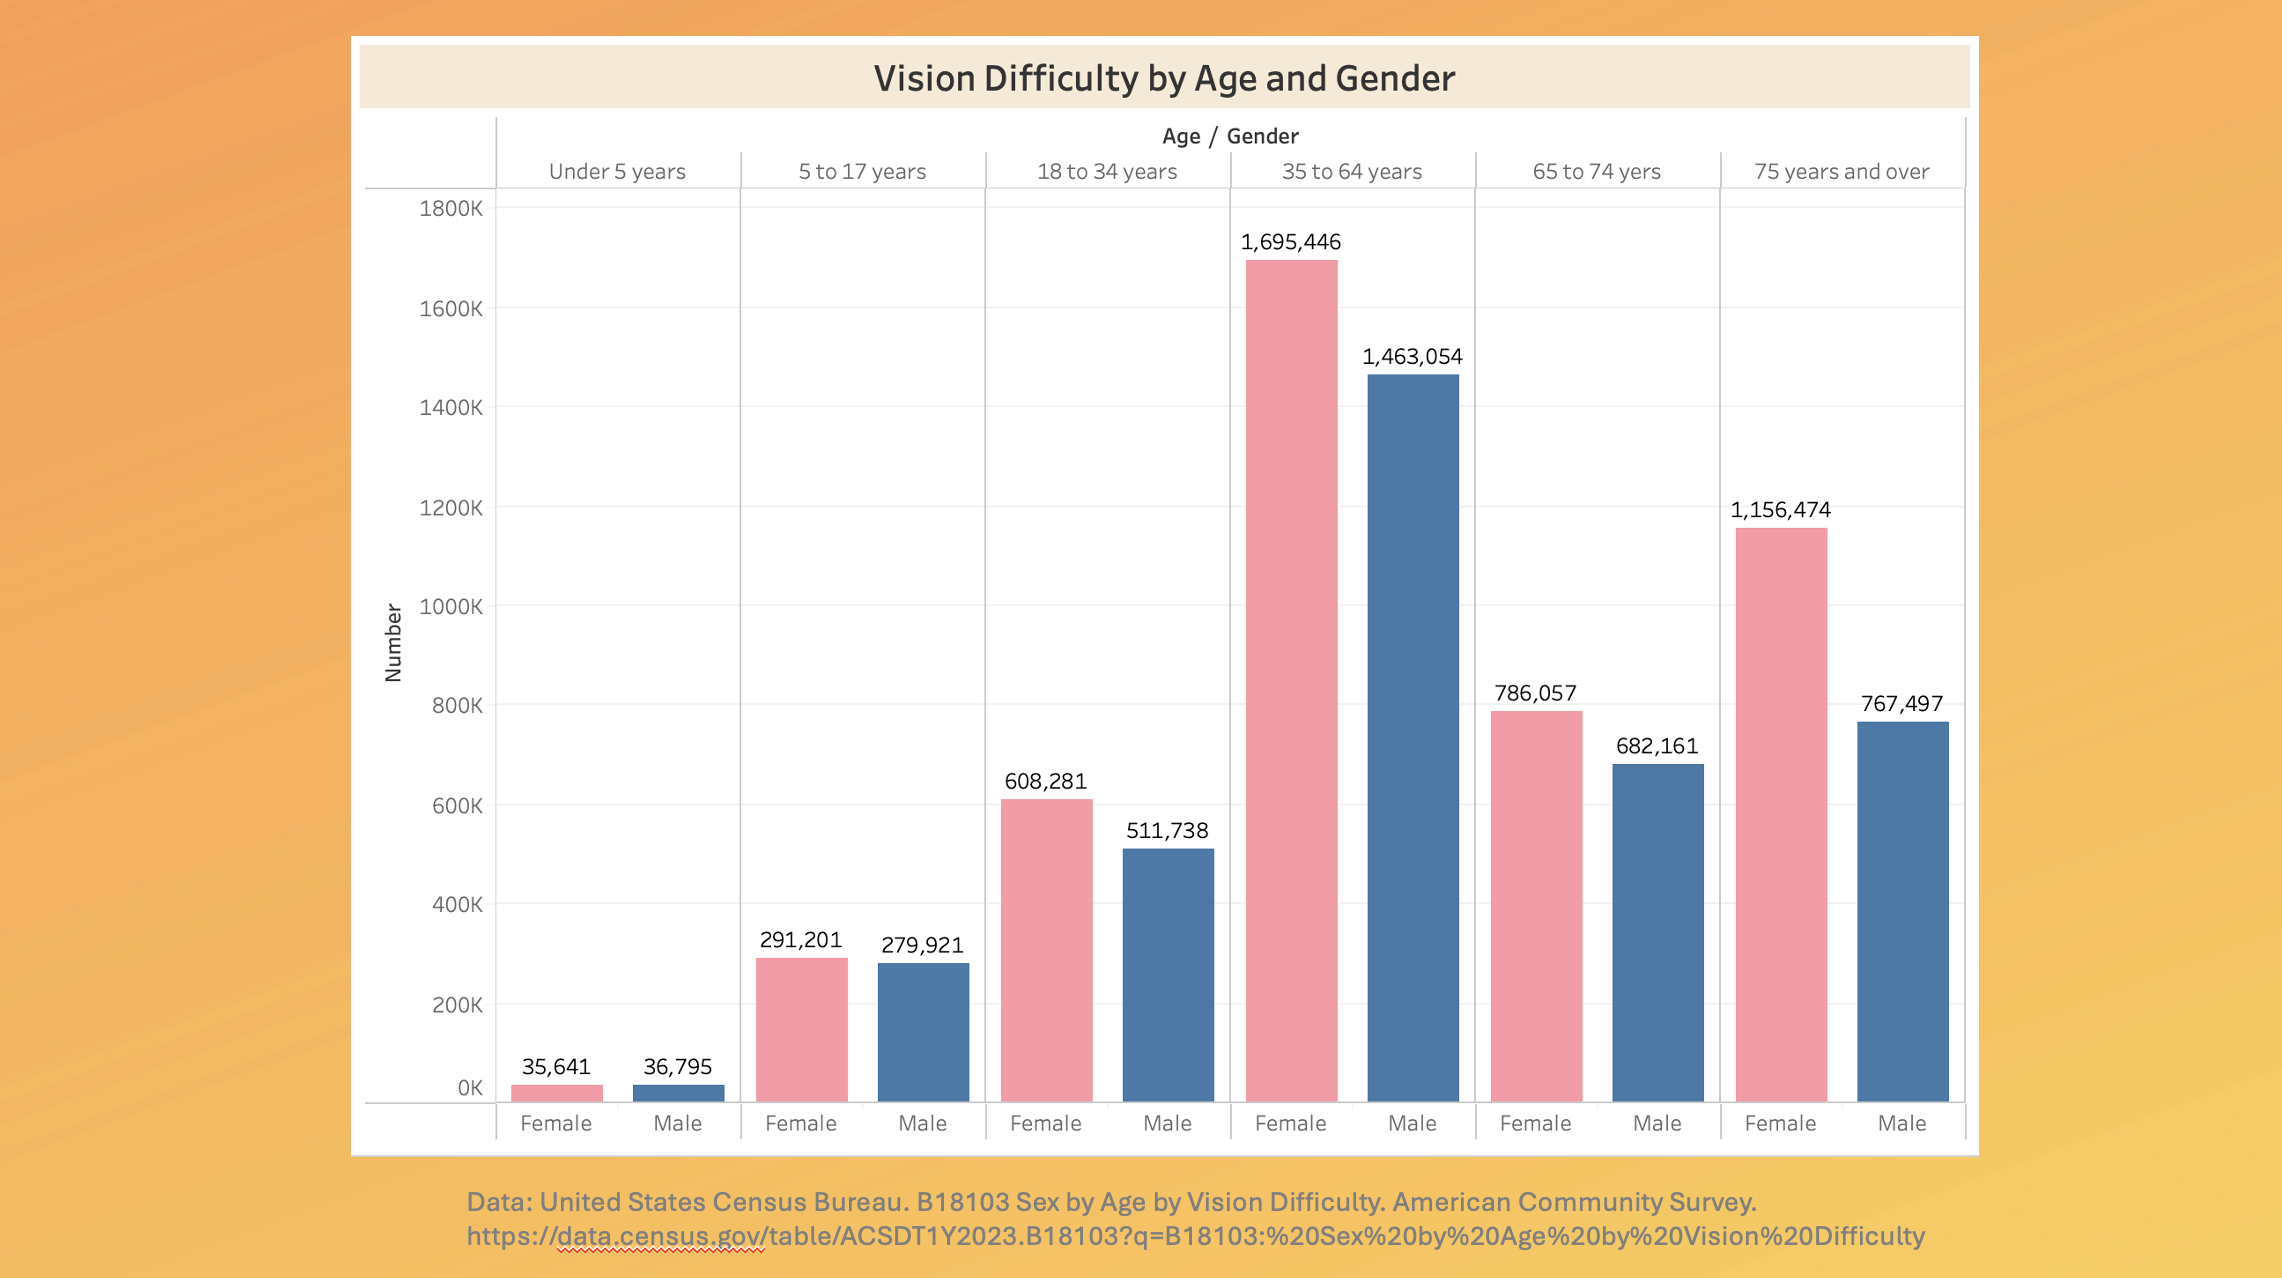 Vision Difficulty by Age and Gender
Age / Gender
Under 5 years 5 to 17 years 18 to 34 years 35 to 64 years 65 to 74 yers 75 years and over
1800K
1,695,446
1600K
1,463,054
1400K
1200K
1,156,474
1000K
Number
800K
786,057
767,497
682,161
608,281
600K
511,738
400K
291,201 279,921
200K
35,641 36,795
0K
Female Male Female Male Female Male Female Male Female Male Female Male
Data: United States Census Bureau. B18103 Sex by Age by Vision Difficulty. American Community Survey.
https://data.census.gov/table/ACSDT1Y2023.B18103?q=B18103:%20Sex%20by%20Age%20by%20Vision%20Difficulty